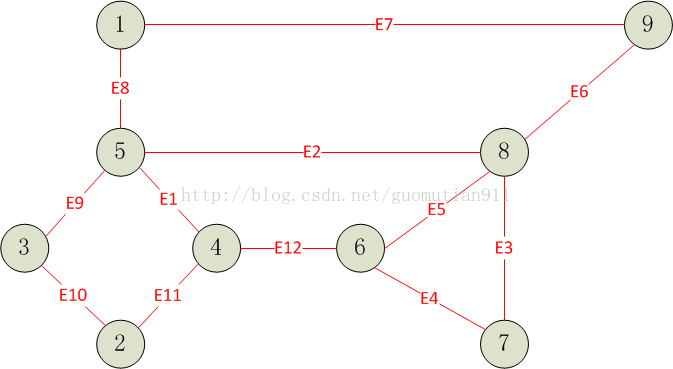 1 E7 9
E8 E6
5 E2 8
http://blog.csdn.net/guomutian911
E9 E1 E5
3 4 E12 6 E3
E10 E11 E4
2 7